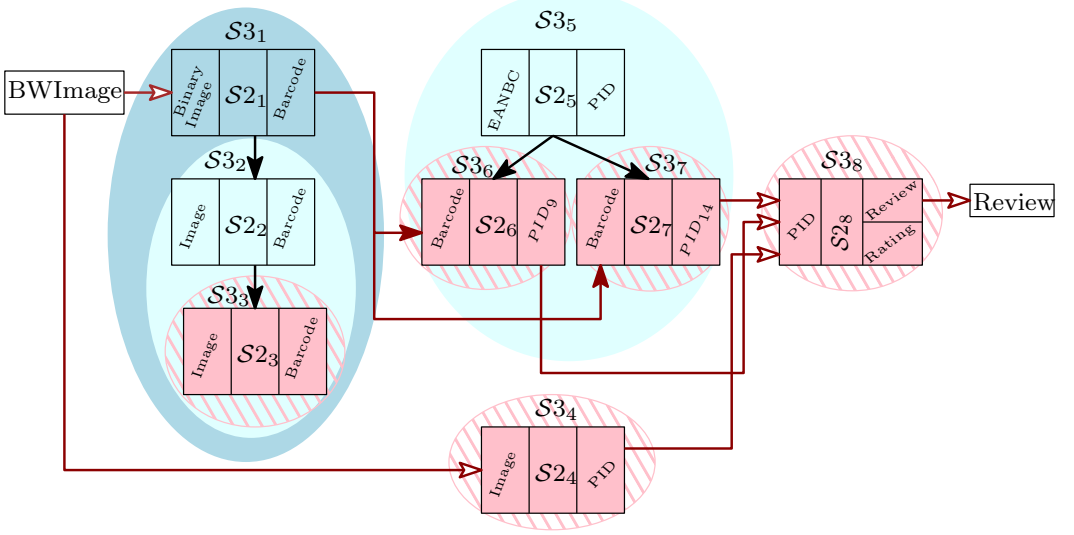 BWImage
𝒮3₁
Binary
Image
𝒮2₁
Barcode
𝒮3₂
Image
𝒮2₂
Barcode
𝒮3₃
Image
𝒮2₃
Barcode
𝒮3₅
EANBC
𝒮2₅
PID
𝒮3₆
Barcode
𝒮2₆
PID₉
𝒮3₇
Barcode
𝒮2₇
PID₁₄
𝒮3₄
Image
𝒮2₄
PID
𝒮3₈
PID
𝒮2₈
Review
Rating
Review